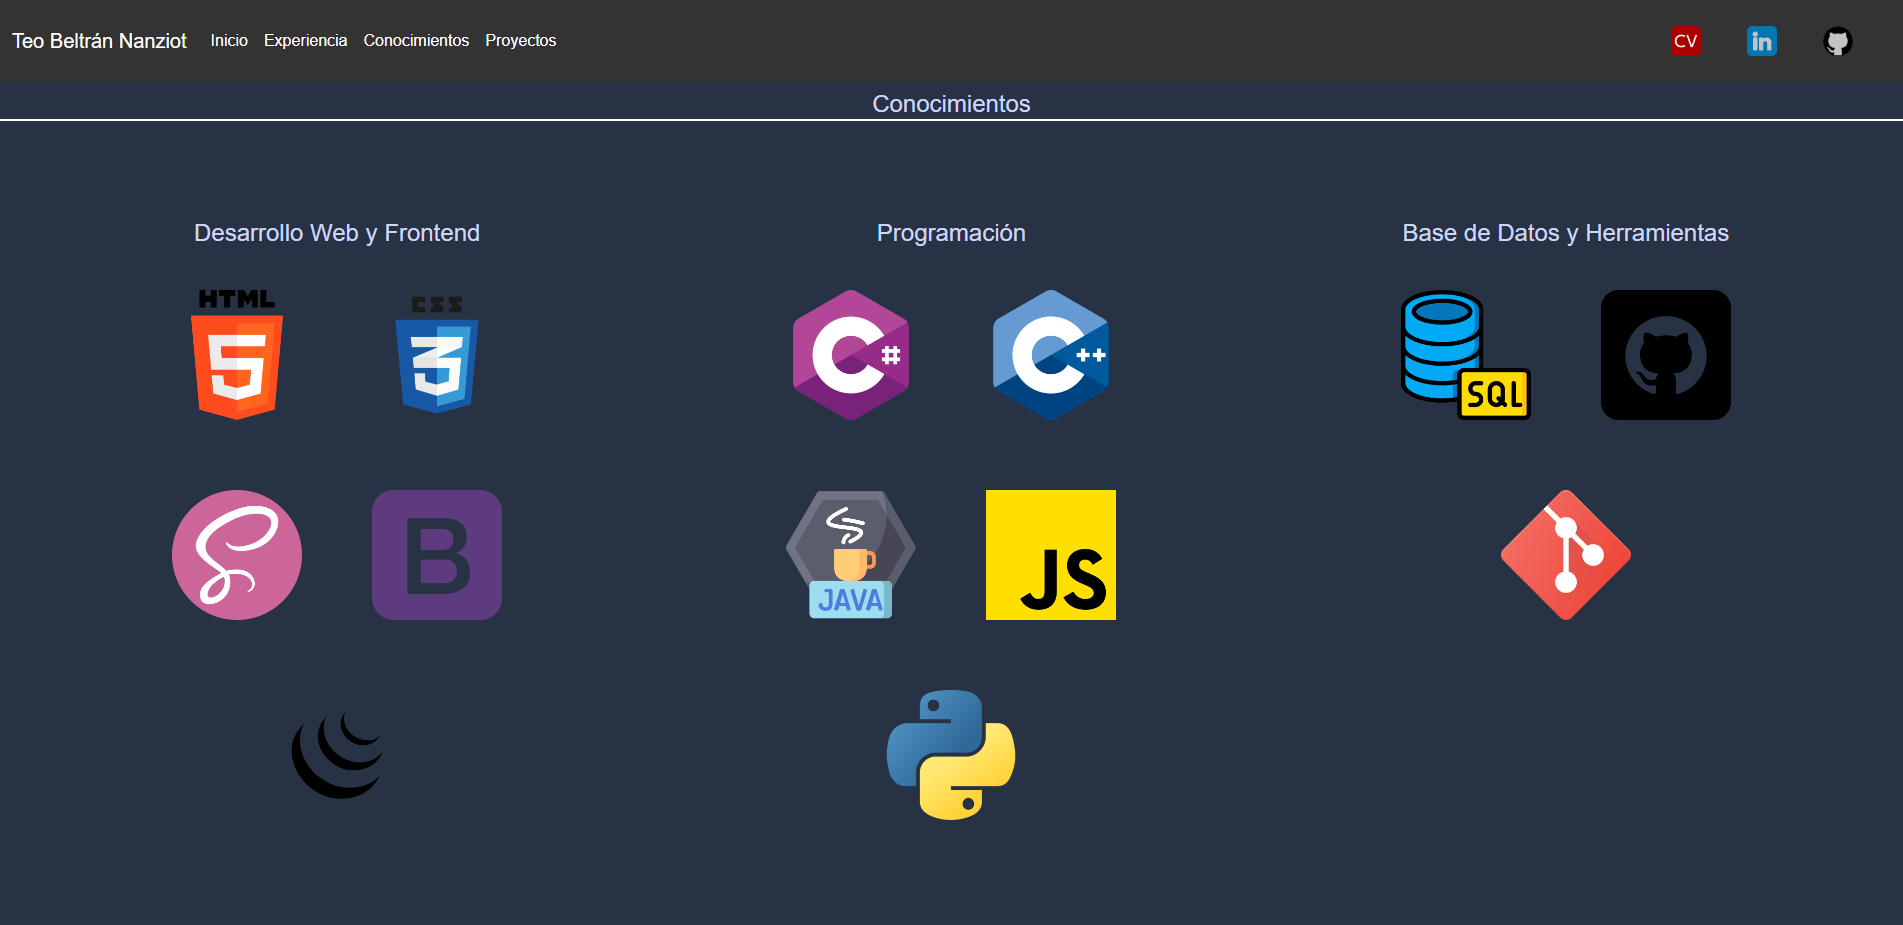 Teo Beltrán Nanziot Inicio Experiencia Conocimientos Proyectos CV in
Conocimientos
Desarrollo Web y Frontend
Programación
Base de Datos y Herramientas
HTML
5
CSS
3
C#
C++
SQL
B
JAVA
JS